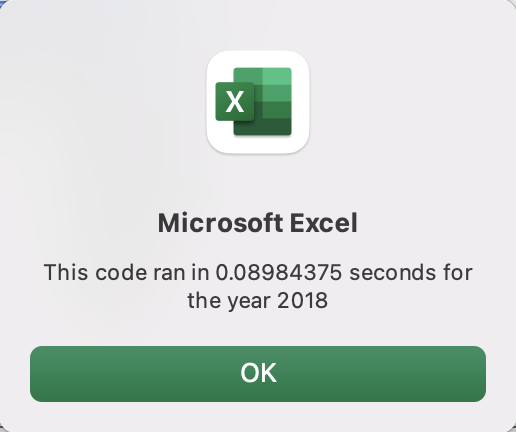 X
Microsoft Excel
This code ran in 0.08984375 seconds for
the year 2018
OK